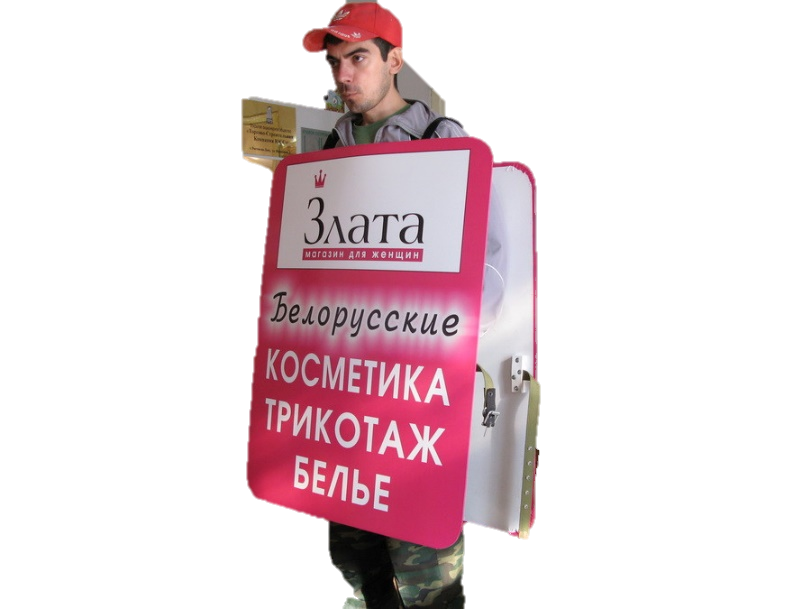 Злата
магазин для женщин
Белорусские
КОСМЕТИКА
ТРИКОТАЖ
БЕЛЬЕ